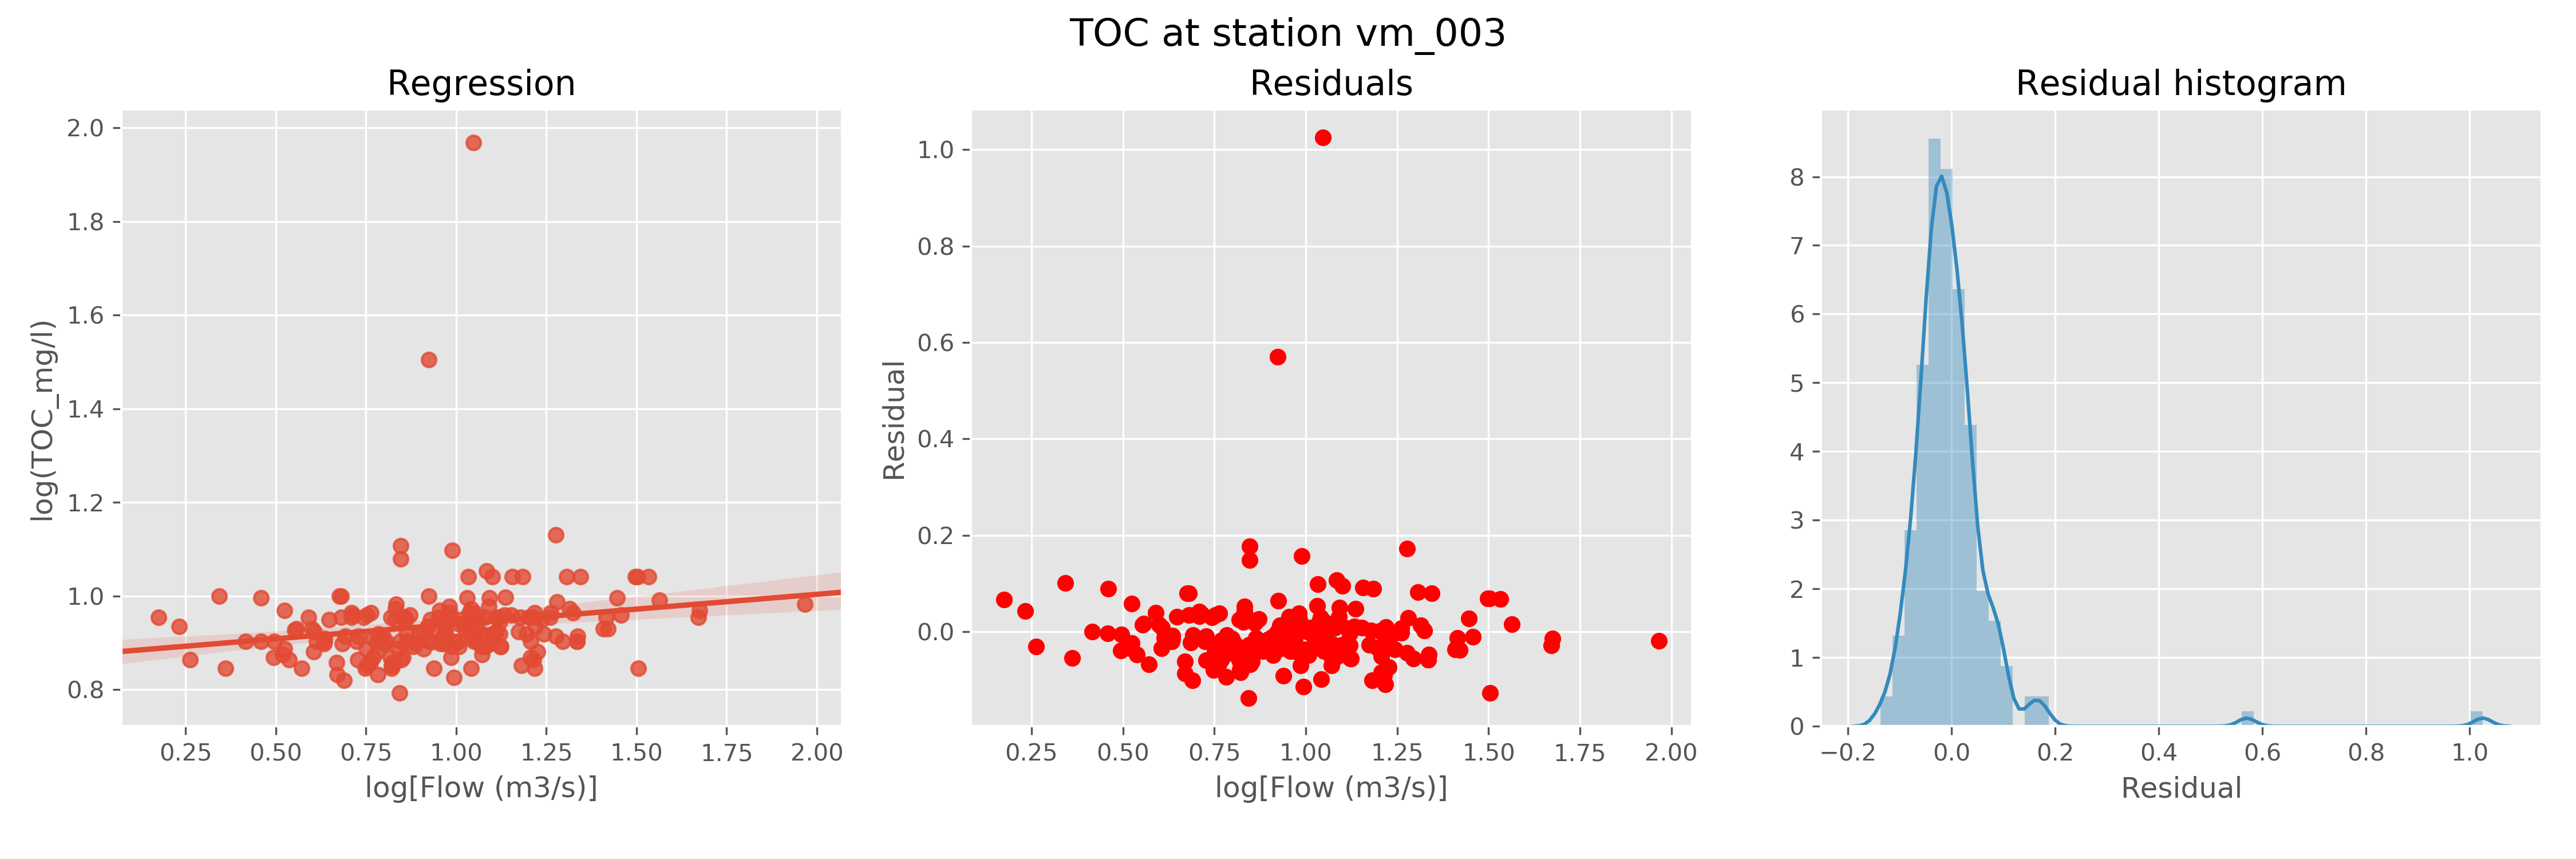 TOC at station vm_003
Regression
2.0
1.8
1.6
1.4
1.2
1.0
0.8
log(TOC_mg/l)
0.25 0.50 0.75 1.00 1.25 1.50 1.75 2.00
log[Flow (m3/s)]
Residuals
1.0
0.8
0.6
0.4
0.2
0.0
Residual
0.25 0.50 0.75 1.00 1.25 1.50 1.75 2.00
log[Flow (m3/s)]
Residual histogram
8
7
6
5
4
3
2
1
0
−0.2 0.0 0.2 0.4 0.6 0.8 1.0
Residual